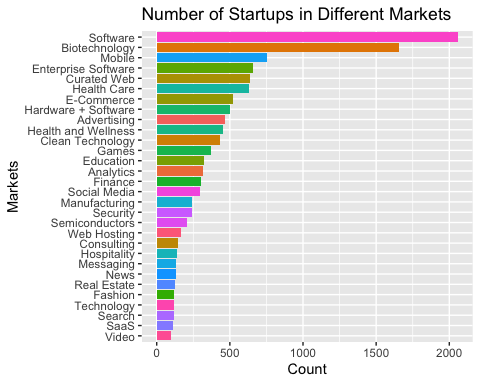 Number of Startups in Different Markets
Software
Biotechnology
Mobile
Enterprise Software
Curated Web
Health Care
E-Commerce
Hardware + Software
Advertising
Health and Wellness
Clean Technology
Games
Education
Analytics
Finance
Social Media
Manufacturing
Security
Semiconductors
Web Hosting
Consulting
Hospitality
Messaging
News
Real Estate
Fashion
Technology
Search
SaaS
Video
Markets
0 500 1000 1500 2000
Count